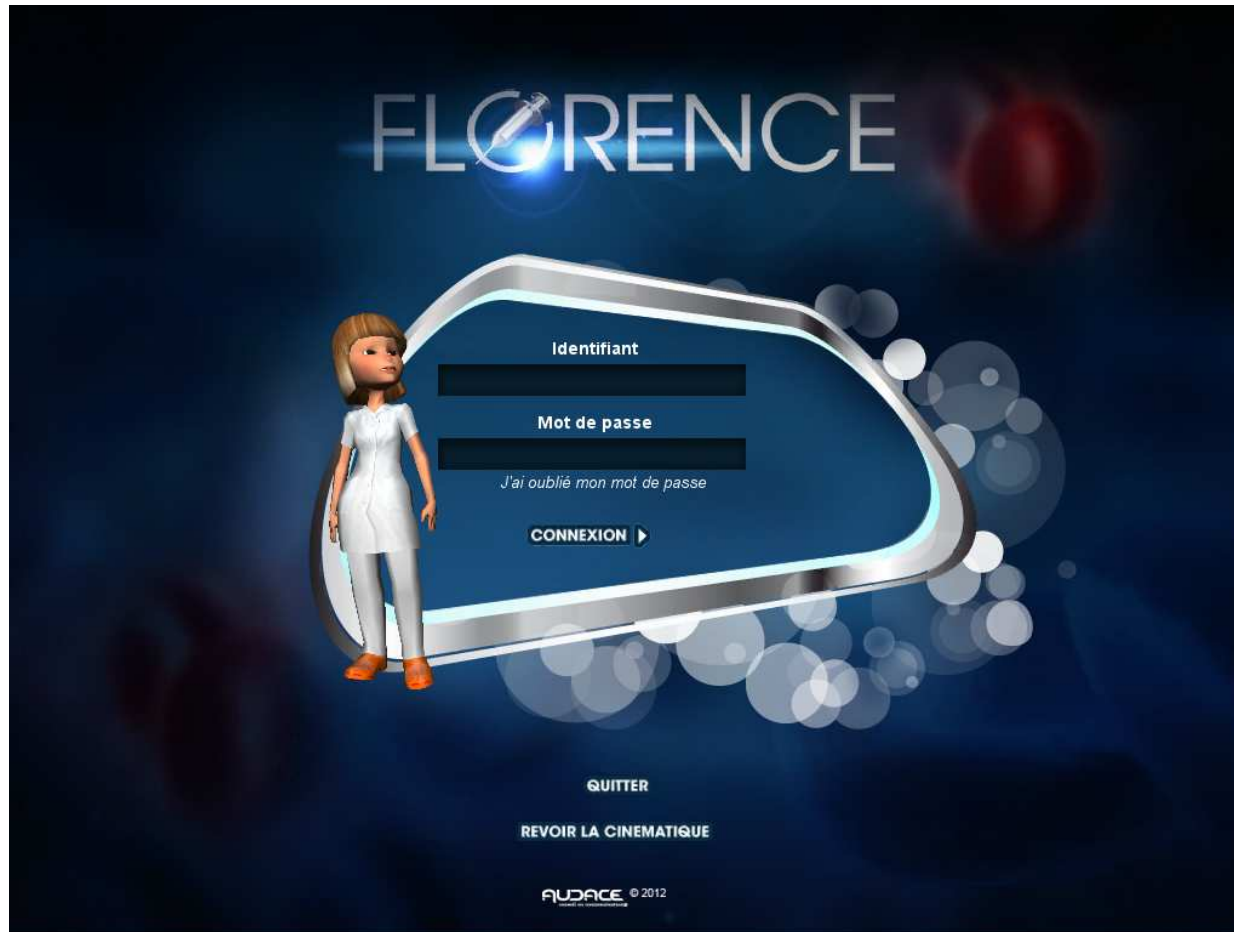 FLORENCE
Identifiant
Mot de passe
J'ai oublié mon mot de passe
CONNEXION
QUITTER
REVOIR LA CINEMATIQUE
AUDACE © 2012